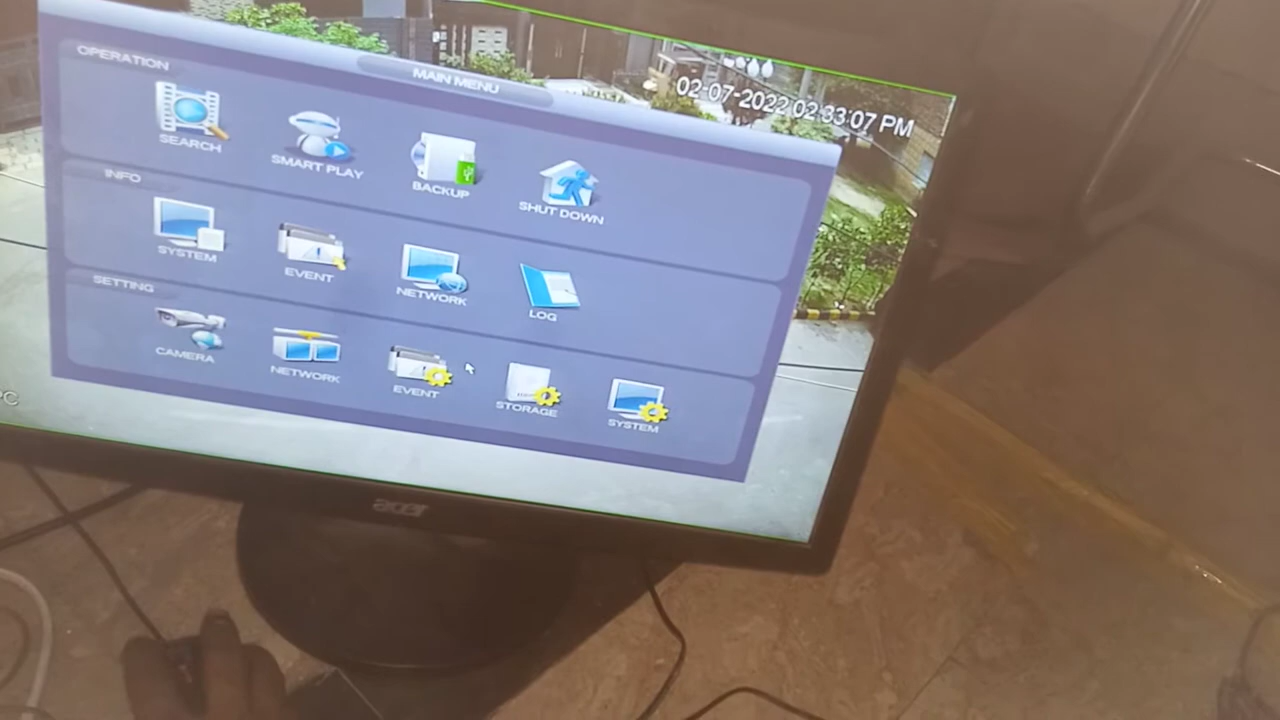 MAIN MENU
02-07-2022 02:33:07 PM
OPERATION
SEARCH
SMART PLAY
BACKUP
SHUT DOWN
INFO
SYSTEM
EVENT
NETWORK
LOG
SETTING
CAMERA
NETWORK
EVENT
STORAGE
SYSTEM
PC
acer